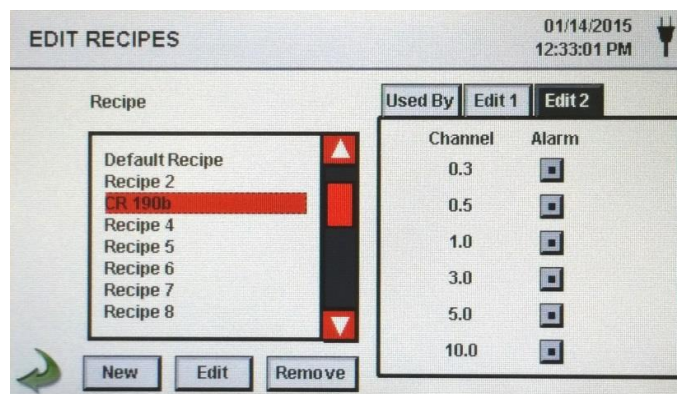 EDIT RECIPES
01/14/2015
12:33:01 PM
Recipe
Default Recipe
Recipe 2
CR 190b
Recipe 4
Recipe 5
Recipe 6
Recipe 7
Recipe 8
New Edit Remove
Used By Edit 1 Edit 2
Channel Alarm
0.3
0.5
1.0
3.0
5.0
10.0